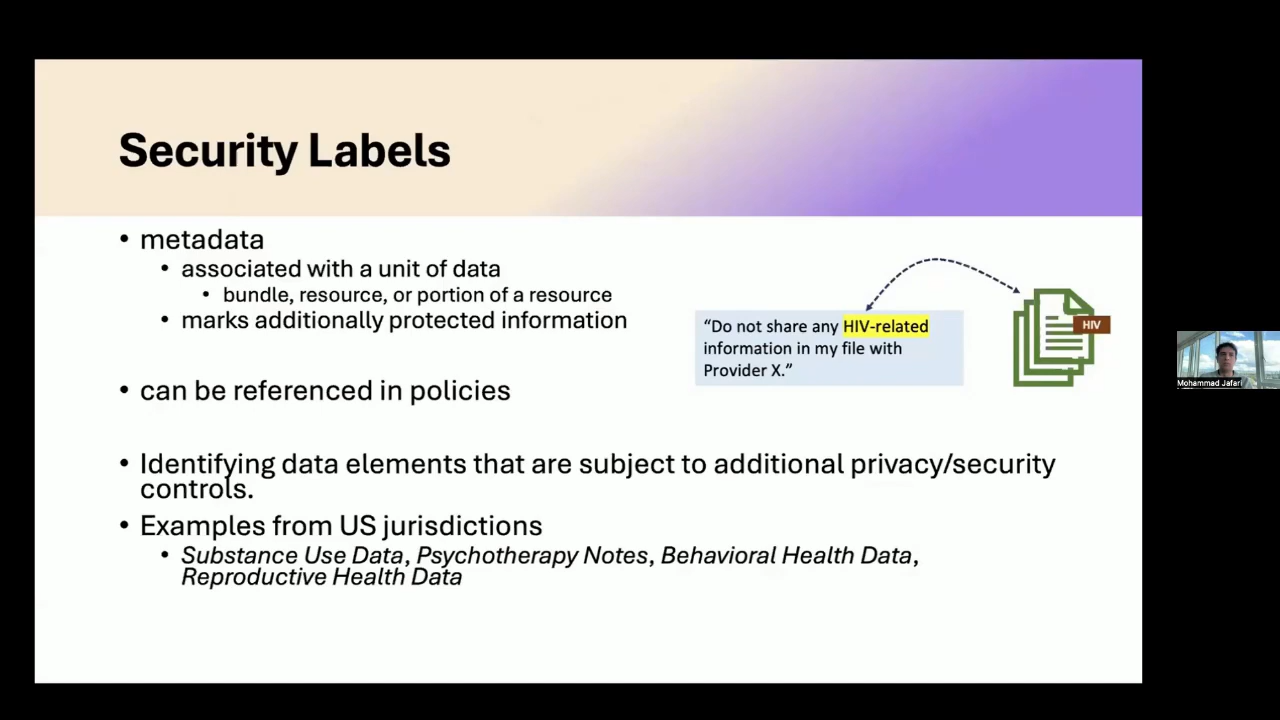 Security Labels
• metadata
• associated with a unit of data
• bundle, resource, or portion of a resource
• marks additionally protected information
“Do not share any HIV-related
information in my file with
Provider X.”
HIV
• can be referenced in policies
• Identifying data elements that are subject to additional privacy/security
controls.
• Examples from US jurisdictions
• Substance Use Data, Psychotherapy Notes, Behavioral Health Data,
Reproductive Health Data
Mohammad Jafari